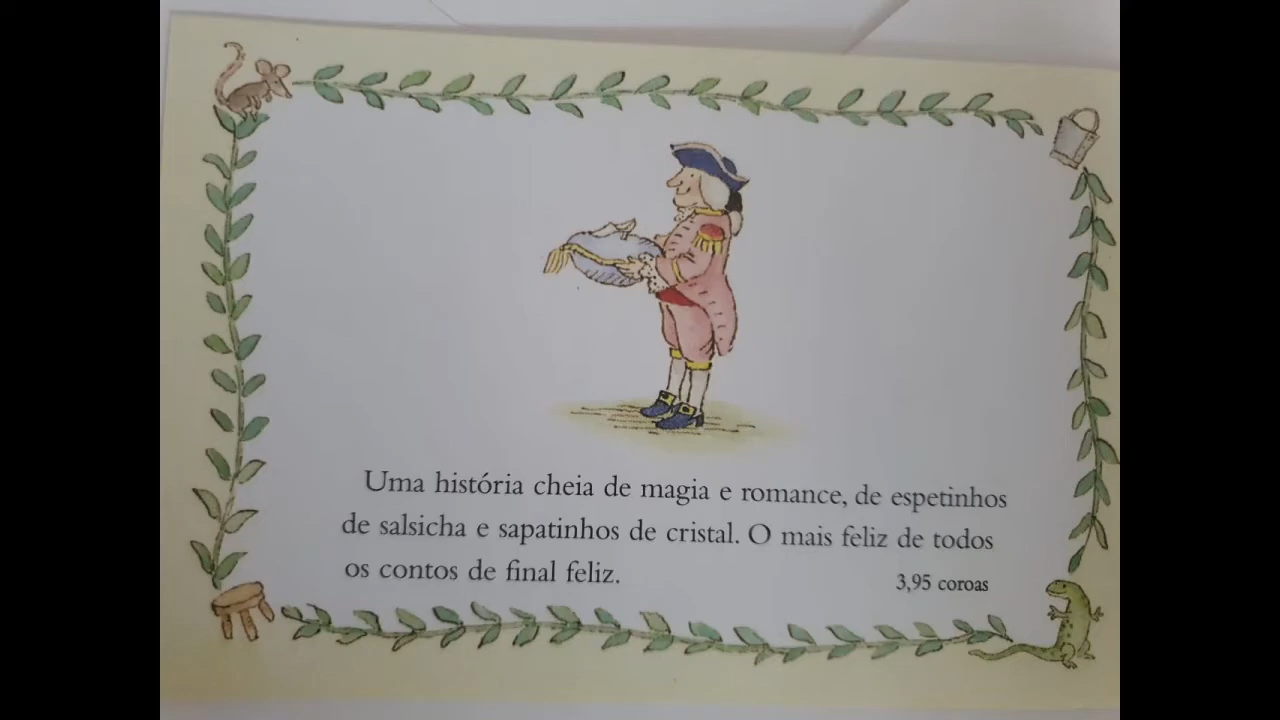 Uma história cheia de magia e romance, de espetinhos
de salsicha e sapatinhos de cristal. O mais feliz de todos
os contos de final feliz.
3,95 coroas